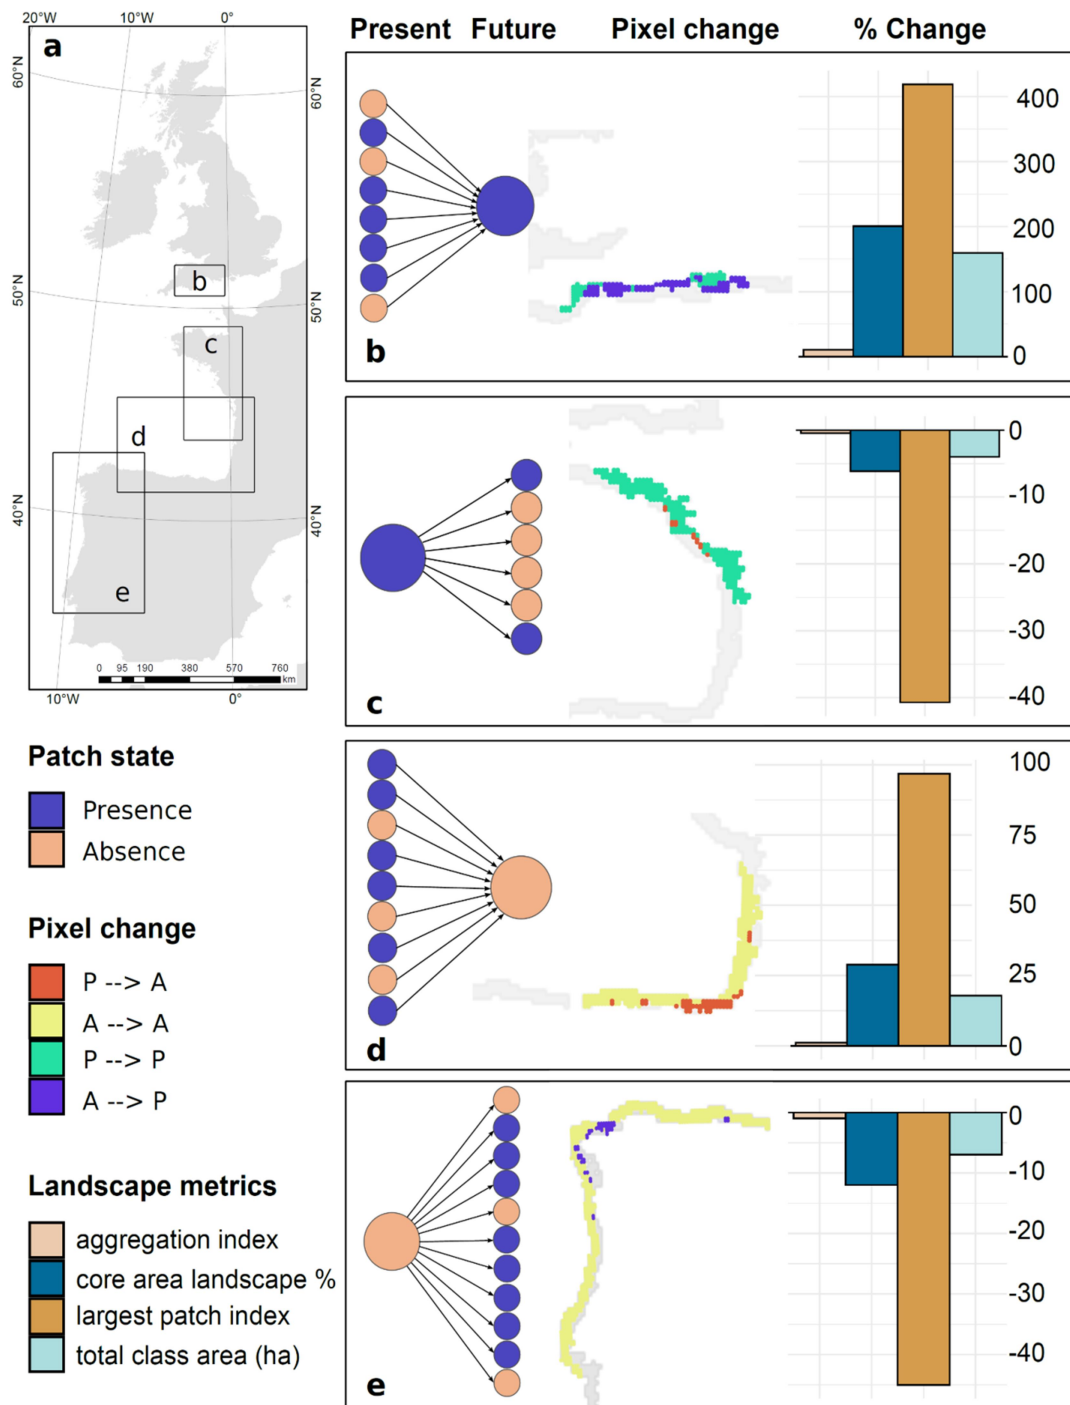 Present Future Pixel change % Change
20°W 10°W 0°
a
60°N 60°N
50°N 50°N
40°N 40°N
b
c
d
e
0 95 190 380 570 760
km
10°W 0°
400
300
200
100
0
b
0
-10
-20
-30
-40
c
100
75
50
25
0
d
0
-10
-20
-30
-40
e
Patch state
Presence
Absence
Pixel change
P --> A
A --> A
P --> P
A --> P
Landscape metrics
aggregation index
core area landscape %
largest patch index
total class area (ha)